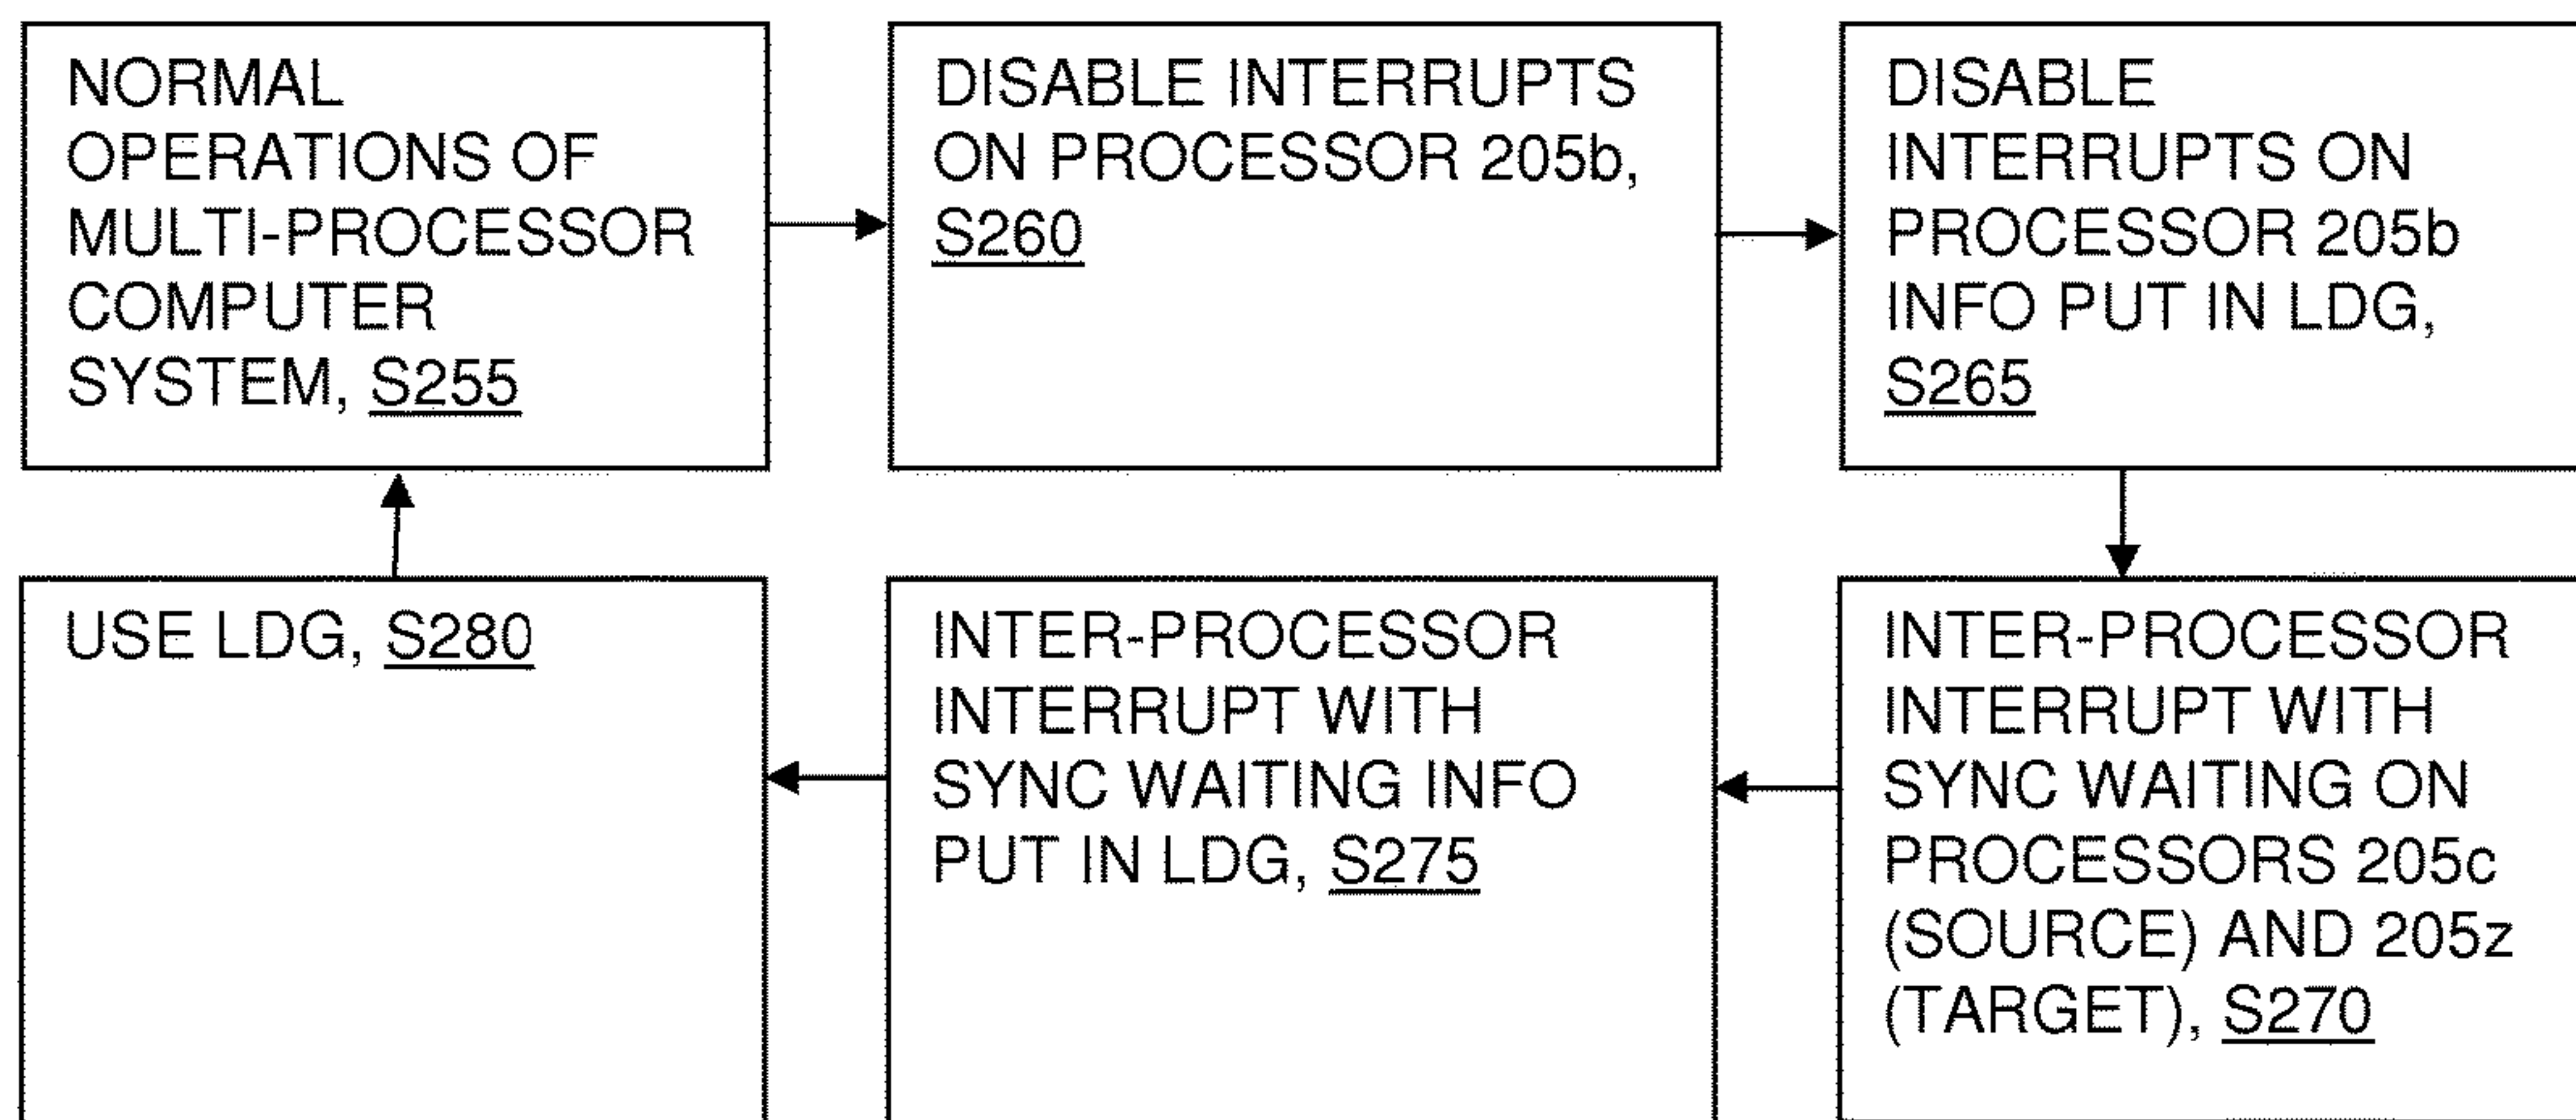 NORMAL
OPERATIONS OF
MULTI-PROCESSOR
COMPUTER
SYSTEM, S255
DISABLE INTERRUPTS
ON PROCESSOR 205b,
S260
DISABLE
INTERRUPTS ON
PROCESSOR 205b
INFO PUT IN LDG,
S265
INTER-PROCESSOR
INTERRUPT WITH
SYNC WAITING ON
PROCESSORS 205c
(SOURCE) AND 205z
(TARGET), S270
INTER-PROCESSOR
INTERRUPT WITH
SYNC WAITING INFO
PUT IN LDG, S275
USE LDG, S280